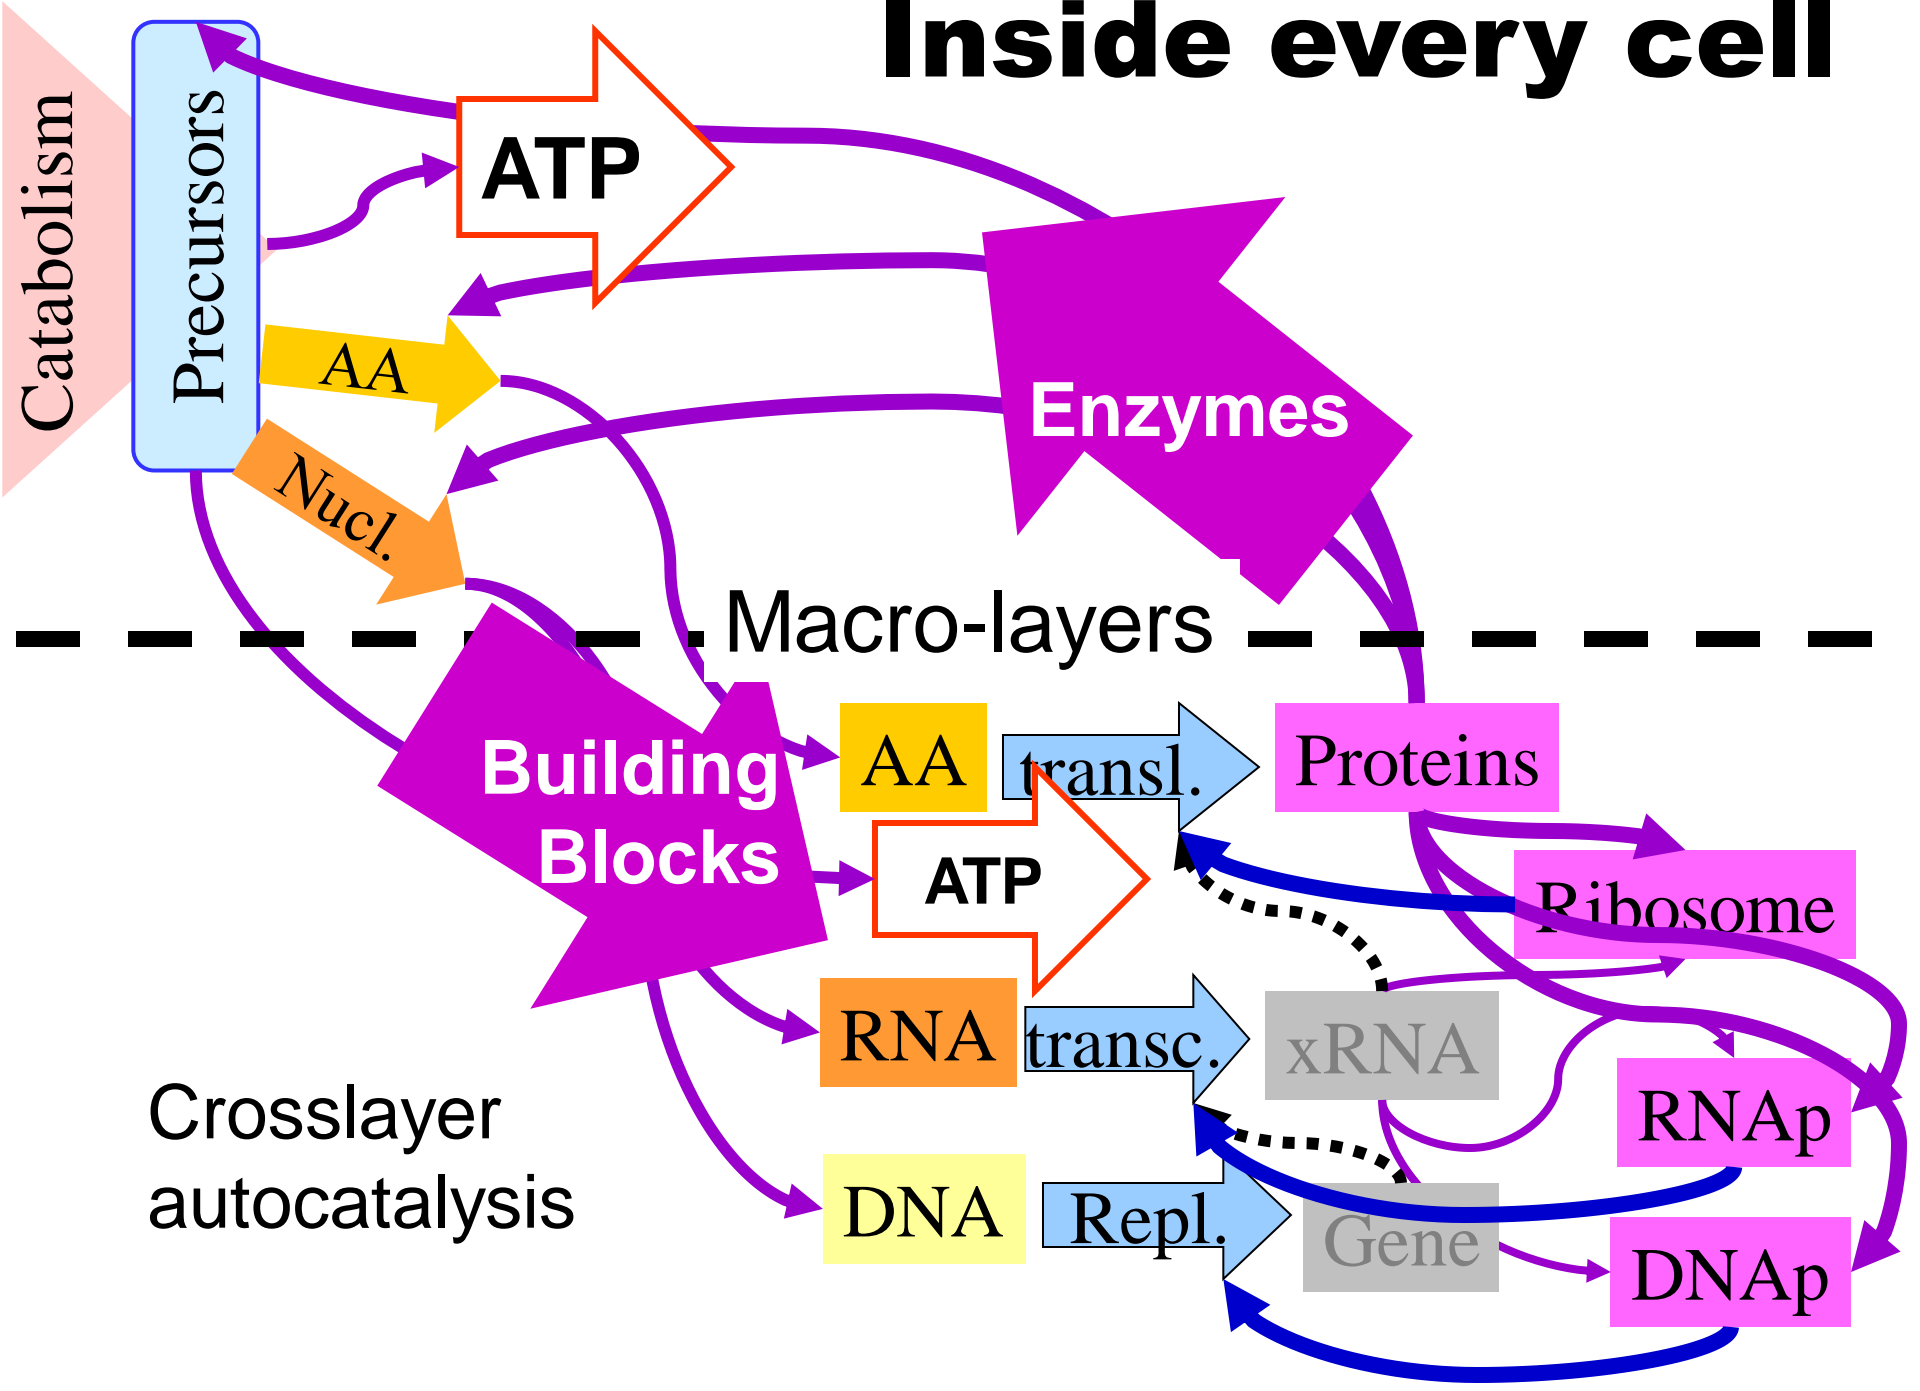 Inside every cell
Catabolism
Precursors
ATP
AA
Nucl.
Enzymes
Macro-layers
Building
Blocks
AA
transl.
Proteins
ATP
Ribosome
RNA
transc.
xRNA
RNAp
Crosslayer
autocatalysis
DNA
Repl.
Gene
DNAp